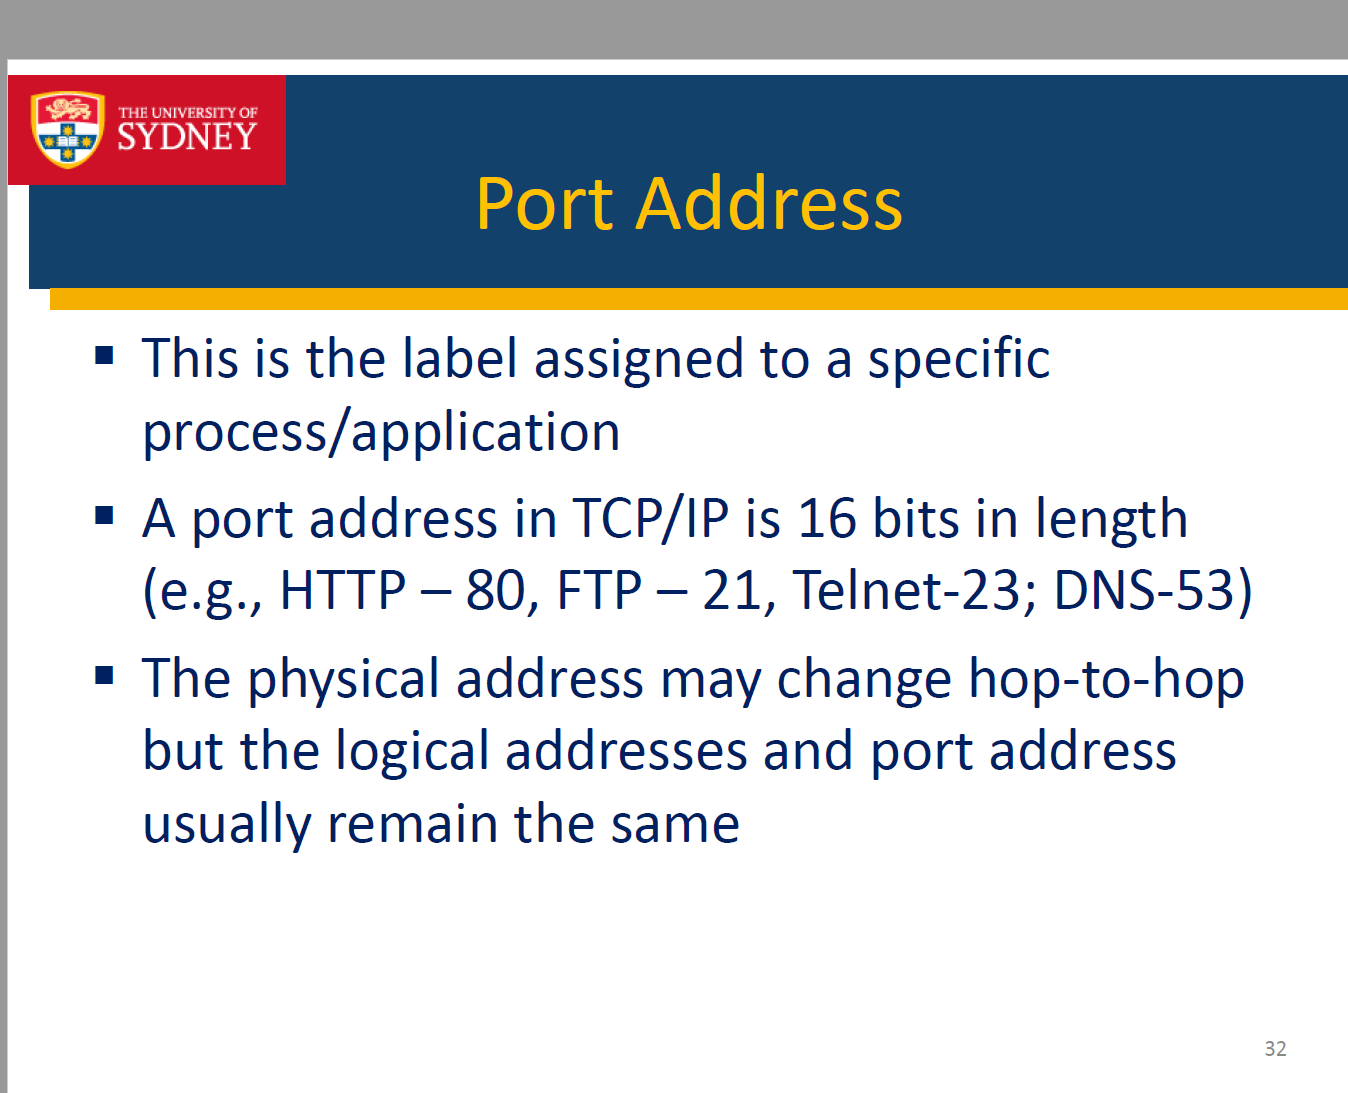 THE UNIVERSITY OF
SYDNEY
Port Address
▪ This is the label assigned to a specific
process/application
▪ A port address in TCP/IP is 16 bits in length
(e.g., HTTP – 80, FTP – 21, Telnet-23; DNS-53)
▪ The physical address may change hop-to-hop
but the logical addresses and port address
usually remain the same
32